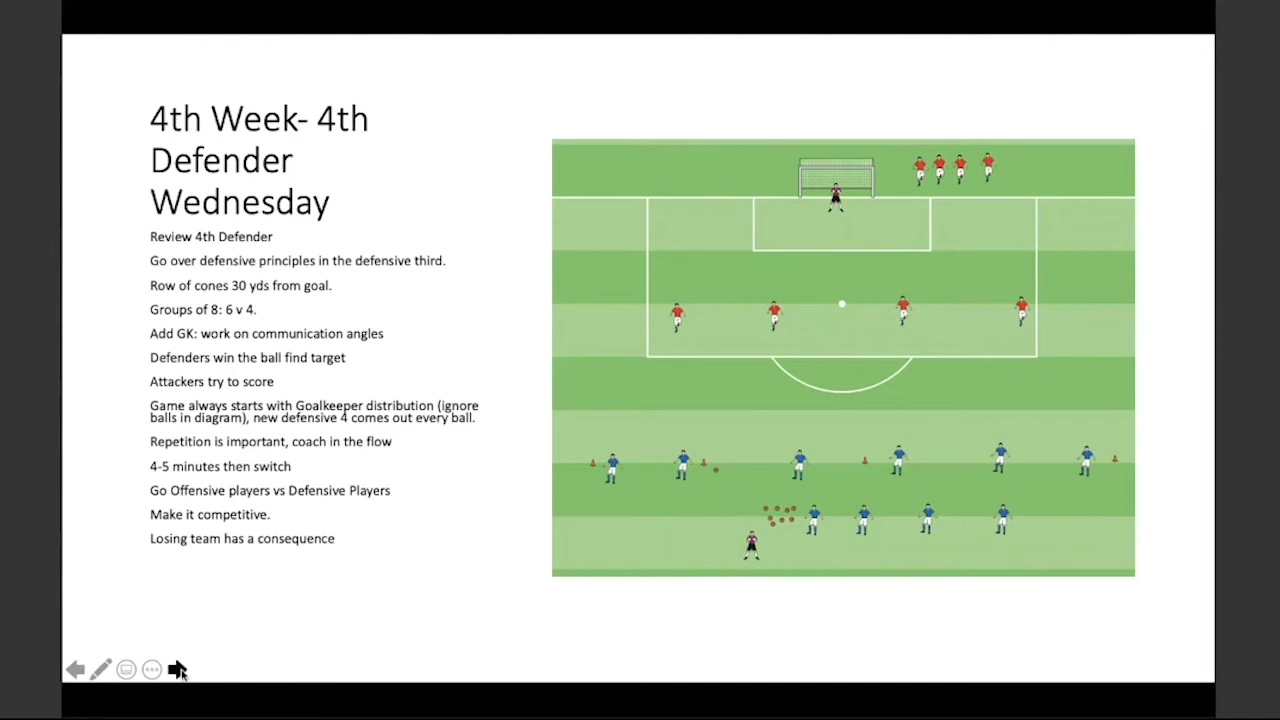 4th Week- 4th
Defender
Wednesday
Review 4th Defender
Go over defensive principles in the defensive third.
Row of cones 30 yds from goal.
Groups of 8: 6 v 4.
Add GK: work on communication angles
Defenders win the ball find target
Attackers try to score
Game always starts with Goalkeeper distribution (ignore
balls in diagram), new defensive 4 comes out every ball.
Repetition is important, coach in the flow
4-5 minutes then switch
Go Offensive players vs Defensive Players
Make it competitive.
Losing team has a consequence